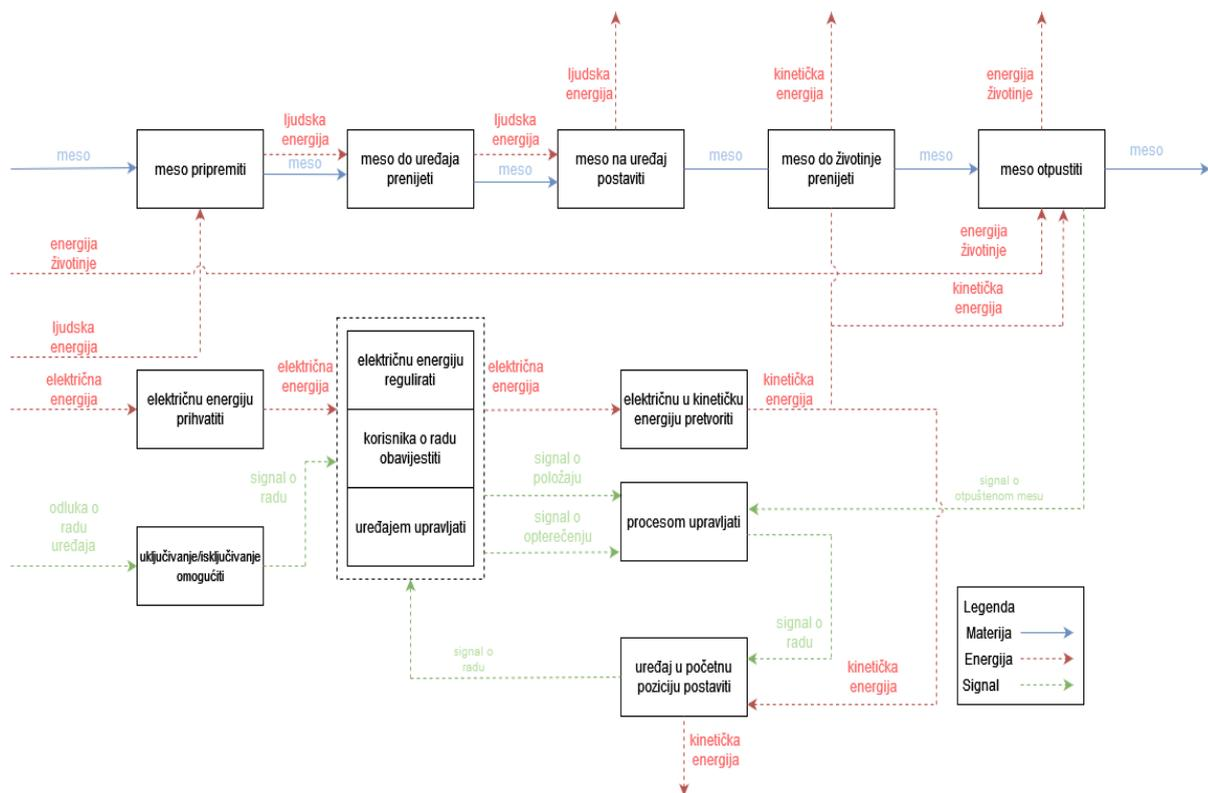 ljudska
energija
kinetička
energija
energija
životinje
meso
meso pripremiti
ljudska
energija
meso
meso do uređaja
prenijeti
ljudska
energija
meso
meso na uređaj
postaviti
meso
meso do životinje
prenijeti
meso
meso otpustiti
meso
energija
životinje
energija
životinje
kinetička
energija
ljudska
energija
električna
energija
električnu energiju
prihvatiti
električna
energija
električnu energiju
regulirati
korisnika o radu
obavijestiti
uređajem upravljati
električna
energija
električnu u kinetičku
energiju pretvoriti
kinetička
energija
signal o
radu
signal o
položaju
signal o
opterečenju
procesom upravljati
signal o
otpuštenom mesu
odluka o
radu
uređaja
uključivanje/isključivanje
omogućiti
signal o
radu
signal o
radu
uređaj u početnu
poziciju postaviti
kinetička
energija
kinetička
energija
Legenda
Materija
Energija
Signal